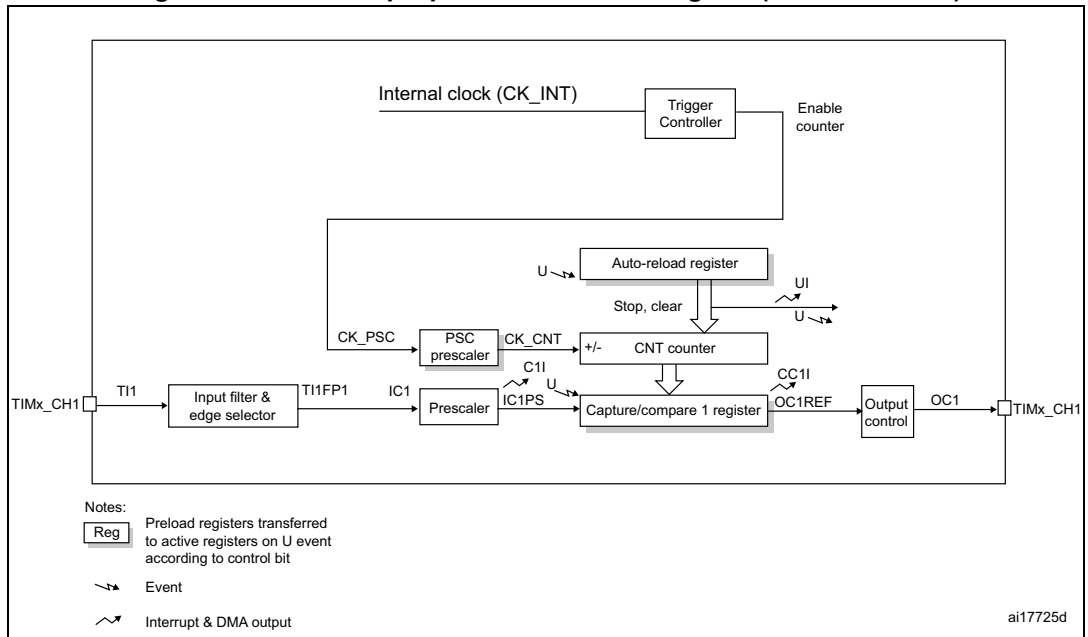 Internal clock (CK_INT)
Trigger
Controller
Enable
counter
U
Auto-reload register
UI
Stop, clear
U
CK_PSC
PSC
prescaler
CK_CNT
+/-
CNT counter
TIMx_CH1
TI1
Input filter &
edge selector
TI1FP1
IC1
Prescaler
C1I
IC1PS
U
Capture/compare 1 register
CC1I
OC1REF
Output
control
OC1
TIMx_CH1
Notes:
Reg
Preload registers transferred
to active registers on U event
according to control bit
Event
Interrupt & DMA output
ai17725d